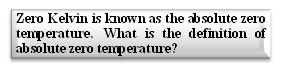 Zero Kelvin is known as the absolute zero
temperature. What is the definition of
absolute zero temperature?